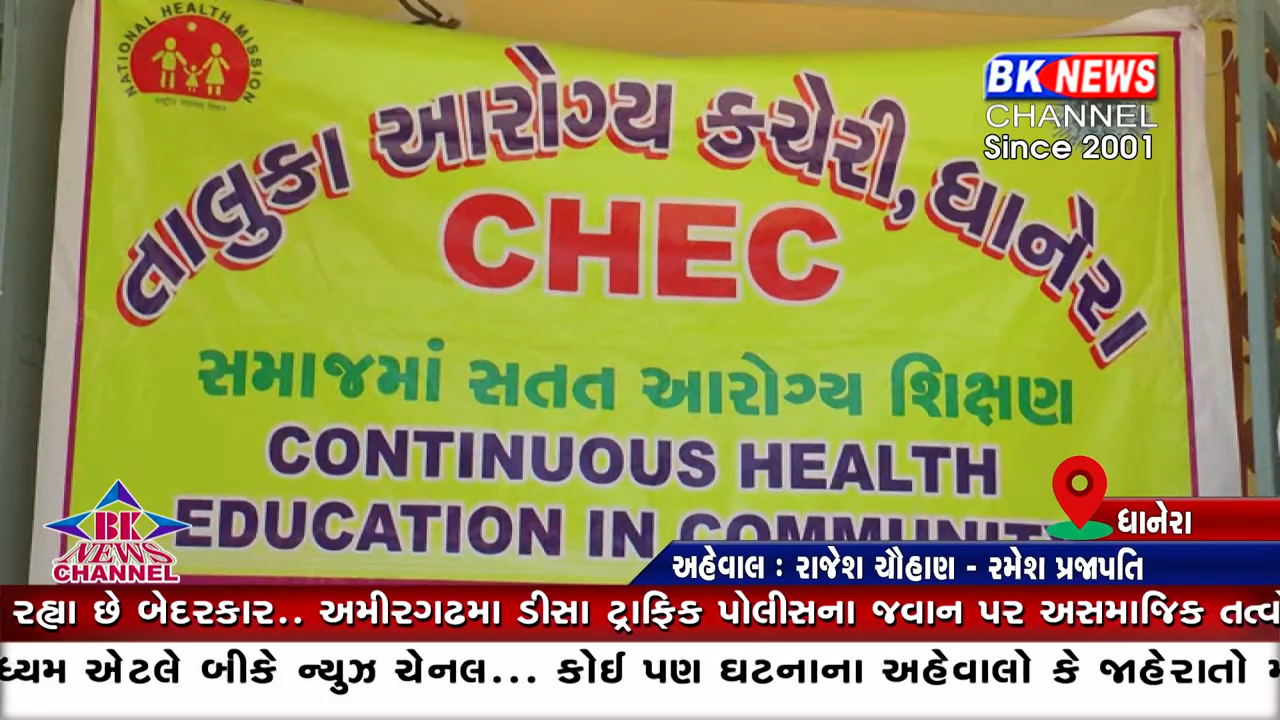 NATIONAL HEALTH MISSION
BK NEWS
CHANNEL
Since 2001
તાલુકા આરોગ્ય કચેરી, ધાનેરા
CHEC
સમાજમાં સતત આરોગ્ય શિક્ષણ
CONTINUOUS HEALTH
EDUCATION IN COMMUNITY
ધાનેરા
BK
NEWS
CHANNEL
અહેવાલ : રાજેશ ચૌહાણ - રમેશ પ્રજાપતિ
રહ્યા છે બેદરકાર.. અમીરગઢમા ડીસા ટ્રાફિક પોલીસના જવાન પર અસમાજિક તત્વો
ધ્યમ એટલે બીકે ન્યુઝ ચેનલ... કોઈ પણ ઘટનાના અહેવાલો કે જાહેરાતો